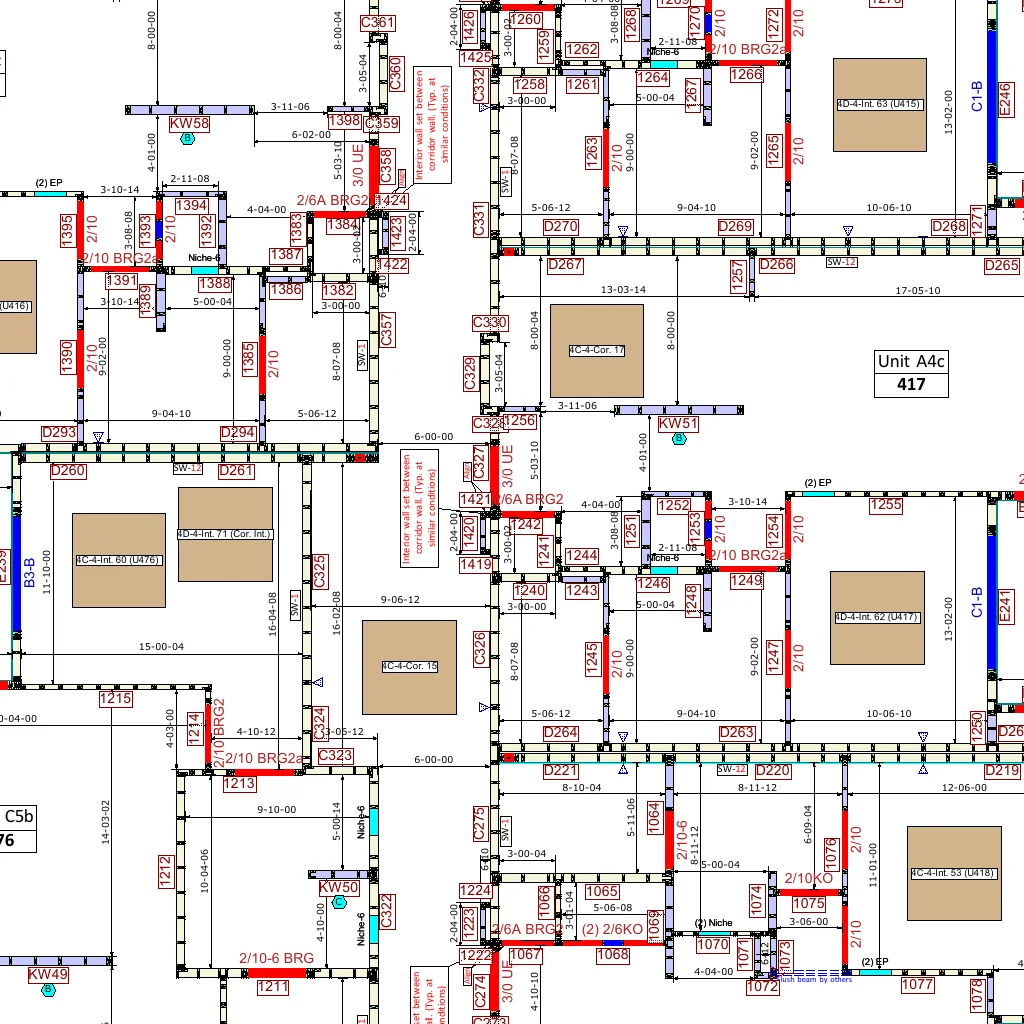 C361
8-00-00
8-00-04
2-04-00
1426
1425
1260
3-00-02
1259
1262
3-08-08
1268
1270
2/10
1272
Niche-6
2-11-08
2/10 BRG2a
1264
1266
3-05-04
C360
C332
1258
1261
3-00-00
5-00-04
1267
4D-4-Int. 63 (U415)
13-02-00
C1-B
E246
KW58
B
3-11-06
1398
C359
6-02-00
4-01-00
5-03-10
3/0 UE
C358
Interior wall set between
corridor wall. (Typ. at
similar conditions)
8-07-08
1263
2/10
9-00-00
9-02-00
1265
2/10
SW-1
(2) EP
3-10-14
2-11-08
1394
2/6A BRG2
1424
1395
2/10
3-08-08
1393
2/10
1392
4-04-00
1383
1384
3-00-02
1423
2-04-00
C331
5-06-12
9-04-10
10-06-10
D270
D269
D268
1271
2/10 BRG2a
Niche-6
1387
1422
1391
1388
1386
1382
D267
1257
D266
SW-12
D265
(U416)
3-10-14
1389
5-00-04
3-00-00
6-10
13-03-14
17-05-10
C330
1390
2/10
9-02-00
9-00-00
1385
2/10
8-07-08
SW-1
C357
C329
3-05-04
8-00-04
4C-4-Cor. 17
8-00-00
Unit A4c
417
9-04-10
5-06-12
D293
D294
6-00-00
1256
3-11-06
KW51
B
4-01-00
D260
SW-12
D261
C327
3/0 UE
5-03-10
Interior wall set between
corridor wall. (Typ. at
similar conditions)
4D-4-Int. 71 (Cor. Int.)
4C-4-Int. 60 (U476)
1421
2/6A BRG2
1242
4-04-00
1252
3-10-14
(2) EP
1255
E239
B3-B
11-10-00
C325
2-04-00
1420
3-00-02
1241
3-08-08
1251
1253
1254
2/10
1244
Niche-6
2-11-08
2/10 BRG2a
1419
1240
1243
1246
1249
16-04-08
SW-1
16-02-08
9-06-12
3-00-00
5-00-04
1248
4D-4-Int. 62 (U417)
13-02-00
C1-B
E241
15-00-04
C326
8-07-08
1245
2/10
9-00-00
9-02-00
1247
2/10
4C-4-Cor. 15
1215
0-04-00
4-03-00
1214
2/10 BRG2
4-10-12
C324
3-05-12
5-06-12
9-04-10
10-06-10
D264
D263
1250
2/10 BRG2a
C323
6-00-00
1213
D221
SW-12
D220
D219
9-10-00
5-00-14
Niche-6
C275
SW-1
8-10-04
8-11-12
12-06-00
C5b
76
14-03-02
5-11-06
1064
2/10-6
8-11-12
6-09-04
1076
2/10
11-01-00
4C-4-Int. 53 (U418)
1212
10-04-06
KW50
C
C322
3-00-04
5-00-04
2/10KO
1224
1066
1065
1074
1075
2-04-00
1223
3-01-04
5-06-08
1069
(2) Niche
3-06-00
4-10-00
Niche-6
2/6A BRG2
(2) 2/6KO
1070
1071
6-12
1073
2/10
1222
1067
1068
KW49
B
2/10-6 BRG
1211
C274
3/0 UE
4-10-10
4-04-00
1072
flush beam by others
(2) EP
1077
1078
set between
all. (Typ. at
onditions)
C273